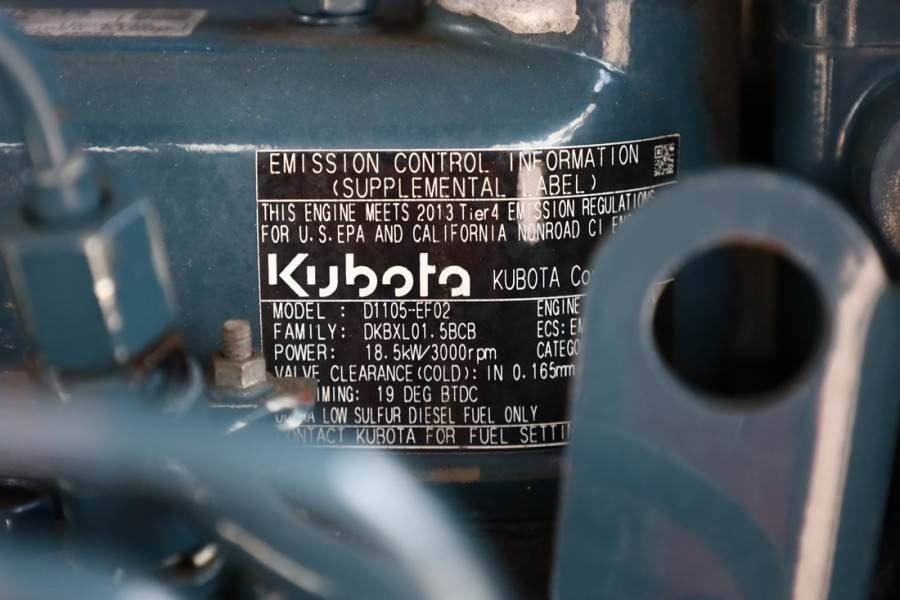 EMISSION CONTROL INFORMATION
(SUPPLEMENTAL LABEL)
THIS ENGINE MEETS 2013 Tier4 EMISSION REGULATIONS
FOR U.S. EPA AND CALIFORNIA NONROAD CI
Kubota KUBOTA
MODEL : D1105-EF02 ENGINE
FAMILY: DKBXL01.5BCB ECS:
POWER: 18.5kW/3000rpm
VALVE CLEARANCE(COLD): IN 0.165mm
19 DEG BTDC
LOW SULFUR DIESEL FUEL ONLY
CONTACT KUBOTA FOR FUEL